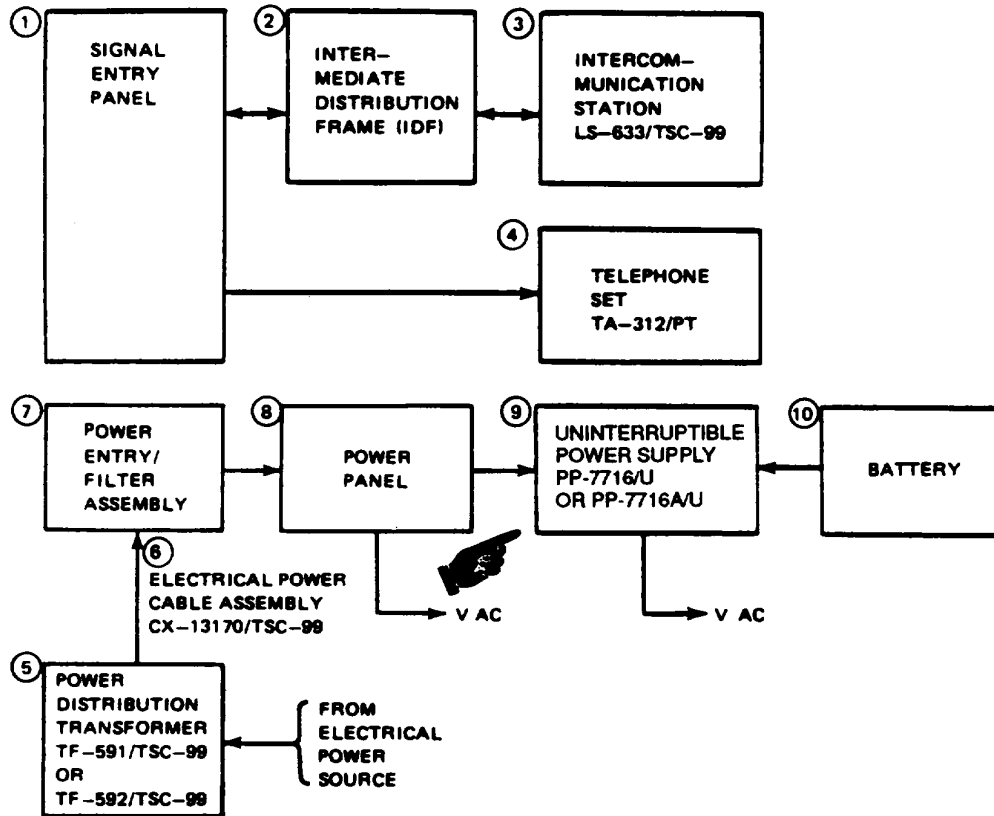 1
SIGNAL
ENTRY
PANEL
2
INTER-
MEDIATE
DISTRIBUTION
FRAME (IDF)
3
INTERCOM-
MUNICATION
STATION
LS-633/TSC-99
4
TELEPHONE
SET
TA-312/PT
7
POWER
ENTRY/
FILTER
ASSEMBLY
8
POWER
PANEL
9
UNINTERRUPTIBLE
POWER SUPPLY
PP-7716/U
OR PP-7716A/U
10
BATTERY
6
ELECTRICAL POWER
CABLE ASSEMBLY
CX-13170/TSC-99
V AC
V AC
5
POWER
DISTRIBUTION
TRANSFORMER
TF-591/TSC-99
OR
TF-592/TSC-99
FROM
ELECTRICAL
POWER
SOURCE